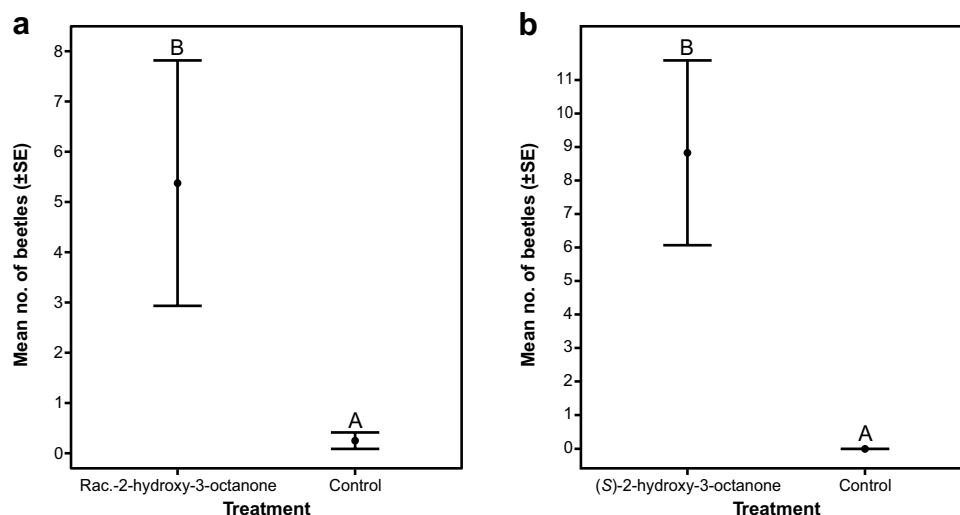 a
8
7
6
5
4
3
2
1
0
Mean no. of beetles (±SE)
B
A
Rac.-2-hydroxy-3-octanone
Control
Treatment
b
11
10
9
8
7
6
5
4
3
2
1
0
Mean no. of beetles (±SE)
B
A
(S)-2-hydroxy-3-octanone
Control
Treatment